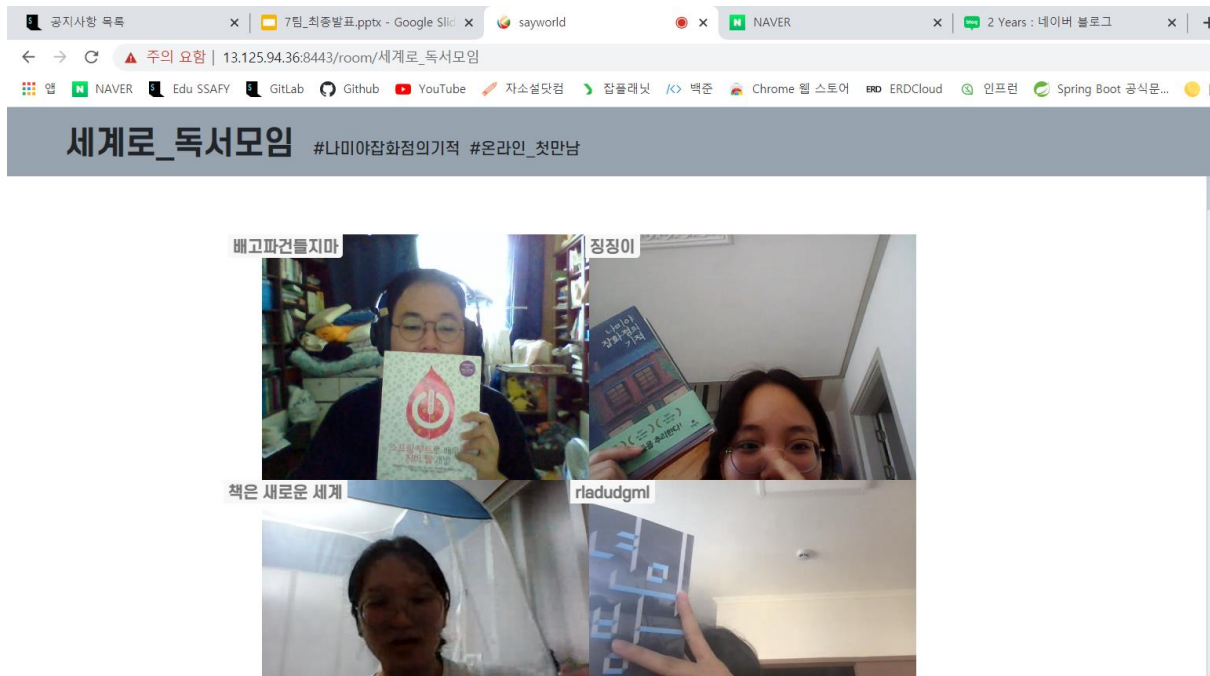 공지사항 목록
7팀_최종발표.pptx - Google Slid
sayworld
NAVER
2 Years : 네이버 블로그
주의 요함 | 13.125.94.36:8443/room/세계로_독서모임
앱
NAVER
Edu SSAFY
GitLab
Github
YouTube
자소설닷컴
잡플래닛
백준
Chrome 웹 스토어
ERD ERDCloud
인프런
Spring Boot 공식문...
세계로_독서모임 #나미야잡화점의기적 #온라인_첫만남
배고파건들지마
징징이
나미야
잡화점의
기적
추리한다!
책은 새로운 세계
rladudgml